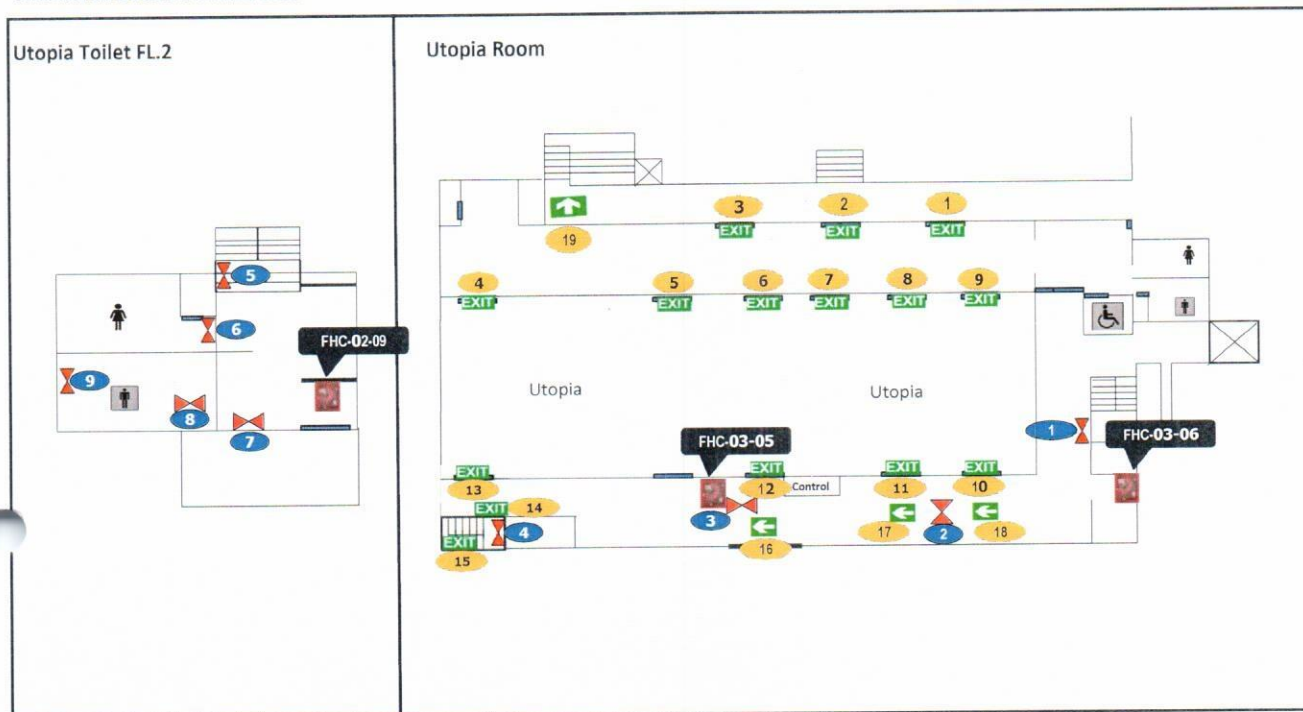 Utopia Toilet FL.2
5
6
FHC-02-09
9
8
7
Utopia Room
3
2
1
EXIT
EXIT
EXIT
19
4
5
6
7
8
9
EXIT
EXIT
EXIT
EXIT
EXIT
EXIT
Utopia
Utopia
1
FHC-03-05
FHC-03-06
EXIT
EXIT
EXIT
EXIT
13
12
Control
11
10
EXIT
14
3
4
17
2
18
EXIT
16
15